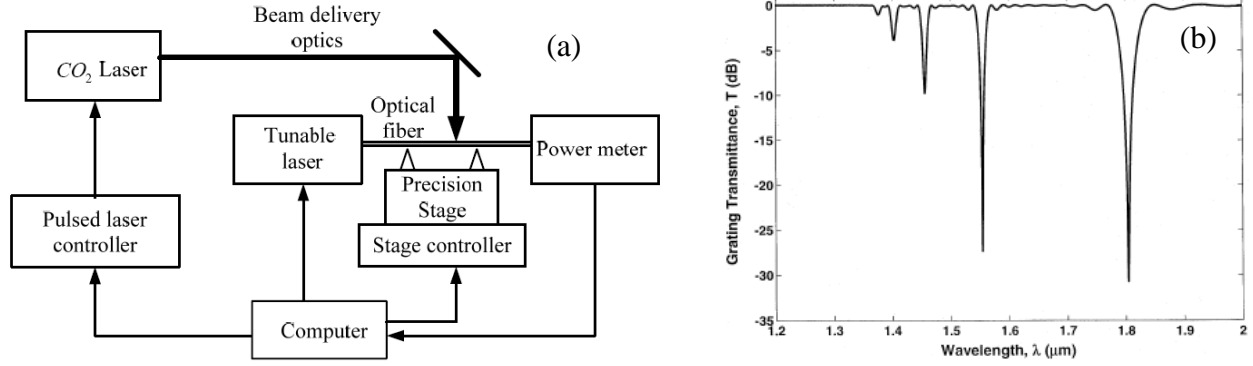 Beam delivery
optics
(a)
CO2 Laser
Optical
fiber
Tunable
laser
Power meter
Precision
Stage
Pulsed laser
controller
Stage controller
Computer
(b)
Grating Transmittance, T (dB)
0
-5
-10
-15
-20
-25
-30
-35
1.2 1.3 1.4 1.5 1.6 1.7 1.8 1.9 2
Wavelength, λ (μm)